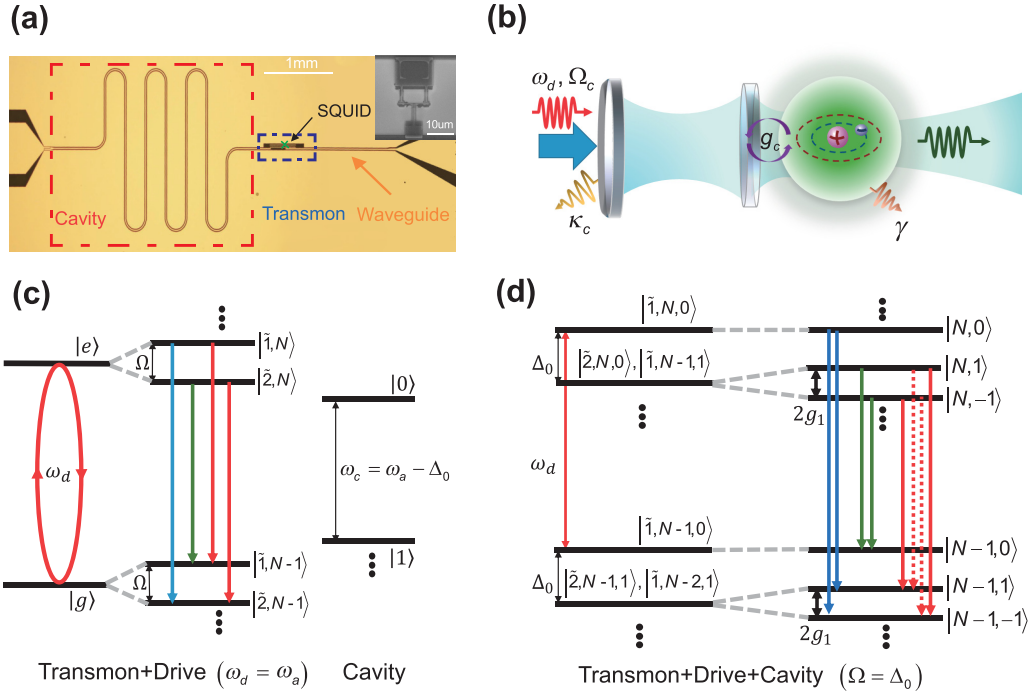 (a)
1mm
SQUID
10um
Cavity
Transmon
Waveguide
(b)
ω_d, Ω_c
g_c
κ_c
γ
(c)
|e⟩
Ω
|1̃,N⟩
|2̃,N⟩
|0⟩
ω_d
ω_c = ω_a − Δ_0
|1⟩
|1̃,N−1⟩
Ω
|g⟩
|2̃,N−1⟩
Transmon+Drive (ω_d = ω_a)
Cavity
(d)
|1̃,N,0⟩
|N,0⟩
Δ_0
|2̃,N,0⟩, |1̃,N−1,1⟩
|N,1⟩
|N,−1⟩
2g_1
ω_d
|1̃,N−1,0⟩
|N−1,0⟩
Δ_0
|2̃,N−1,1⟩, |1̃,N−2,1⟩
|N−1,1⟩
|N−1,−1⟩
2g_1
Transmon+Drive+Cavity (Ω = Δ_0)